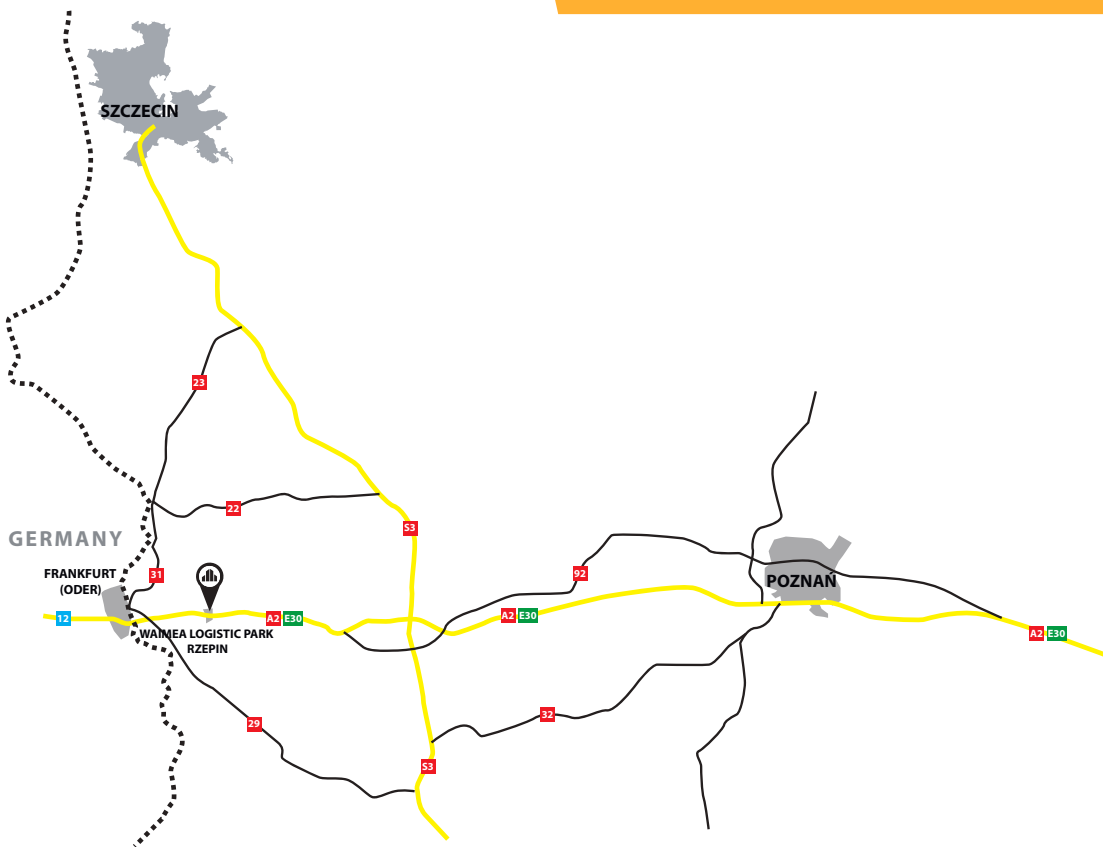 SZCZECIN
23
22
S3
GERMANY
FRANKFURT
(ODER)
31
92
POZNAŃ
12
A2 E30
A2 E30
WAIMEA LOGISTIC PARK
RZEPIN
A2 E30
29
32
S3